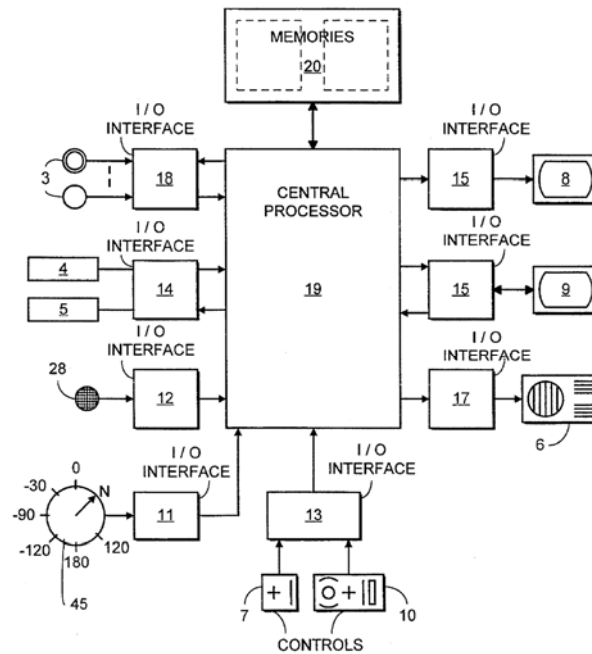 MEMORIES
20
I / O
INTERFACE
I / O
INTERFACE
3
18
CENTRAL
PROCESSOR
15
8
I / O
INTERFACE
I / O
INTERFACE
4
14
19
15
9
5
I / O
INTERFACE
I / O
INTERFACE
28
12
17
6
I / O
INTERFACE
I / O
INTERFACE
0
-30
N
-90
11
13
-120
180
120
45
7
10
CONTROLS